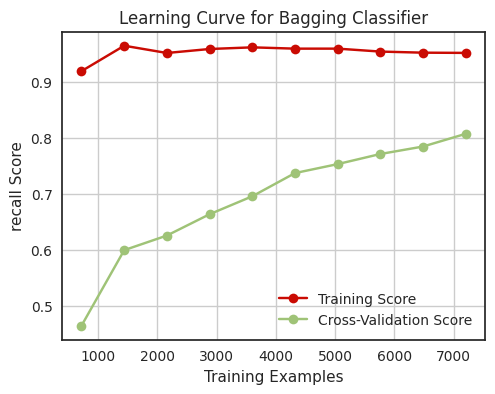 Learning Curve for Bagging Classifier
recall Score
0.9
0.8
0.7
0.6
0.5
Training Score
Cross-Validation Score
1000 2000 3000 4000 5000 6000 7000
Training Examples